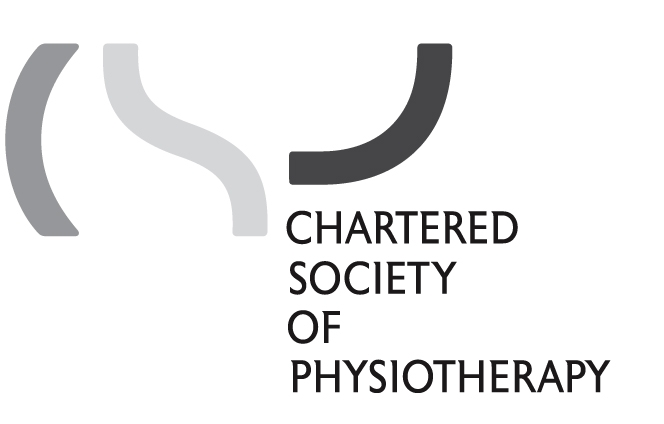 CHARTERED
SOCIETY
OF
PHYSIOTHERAPY